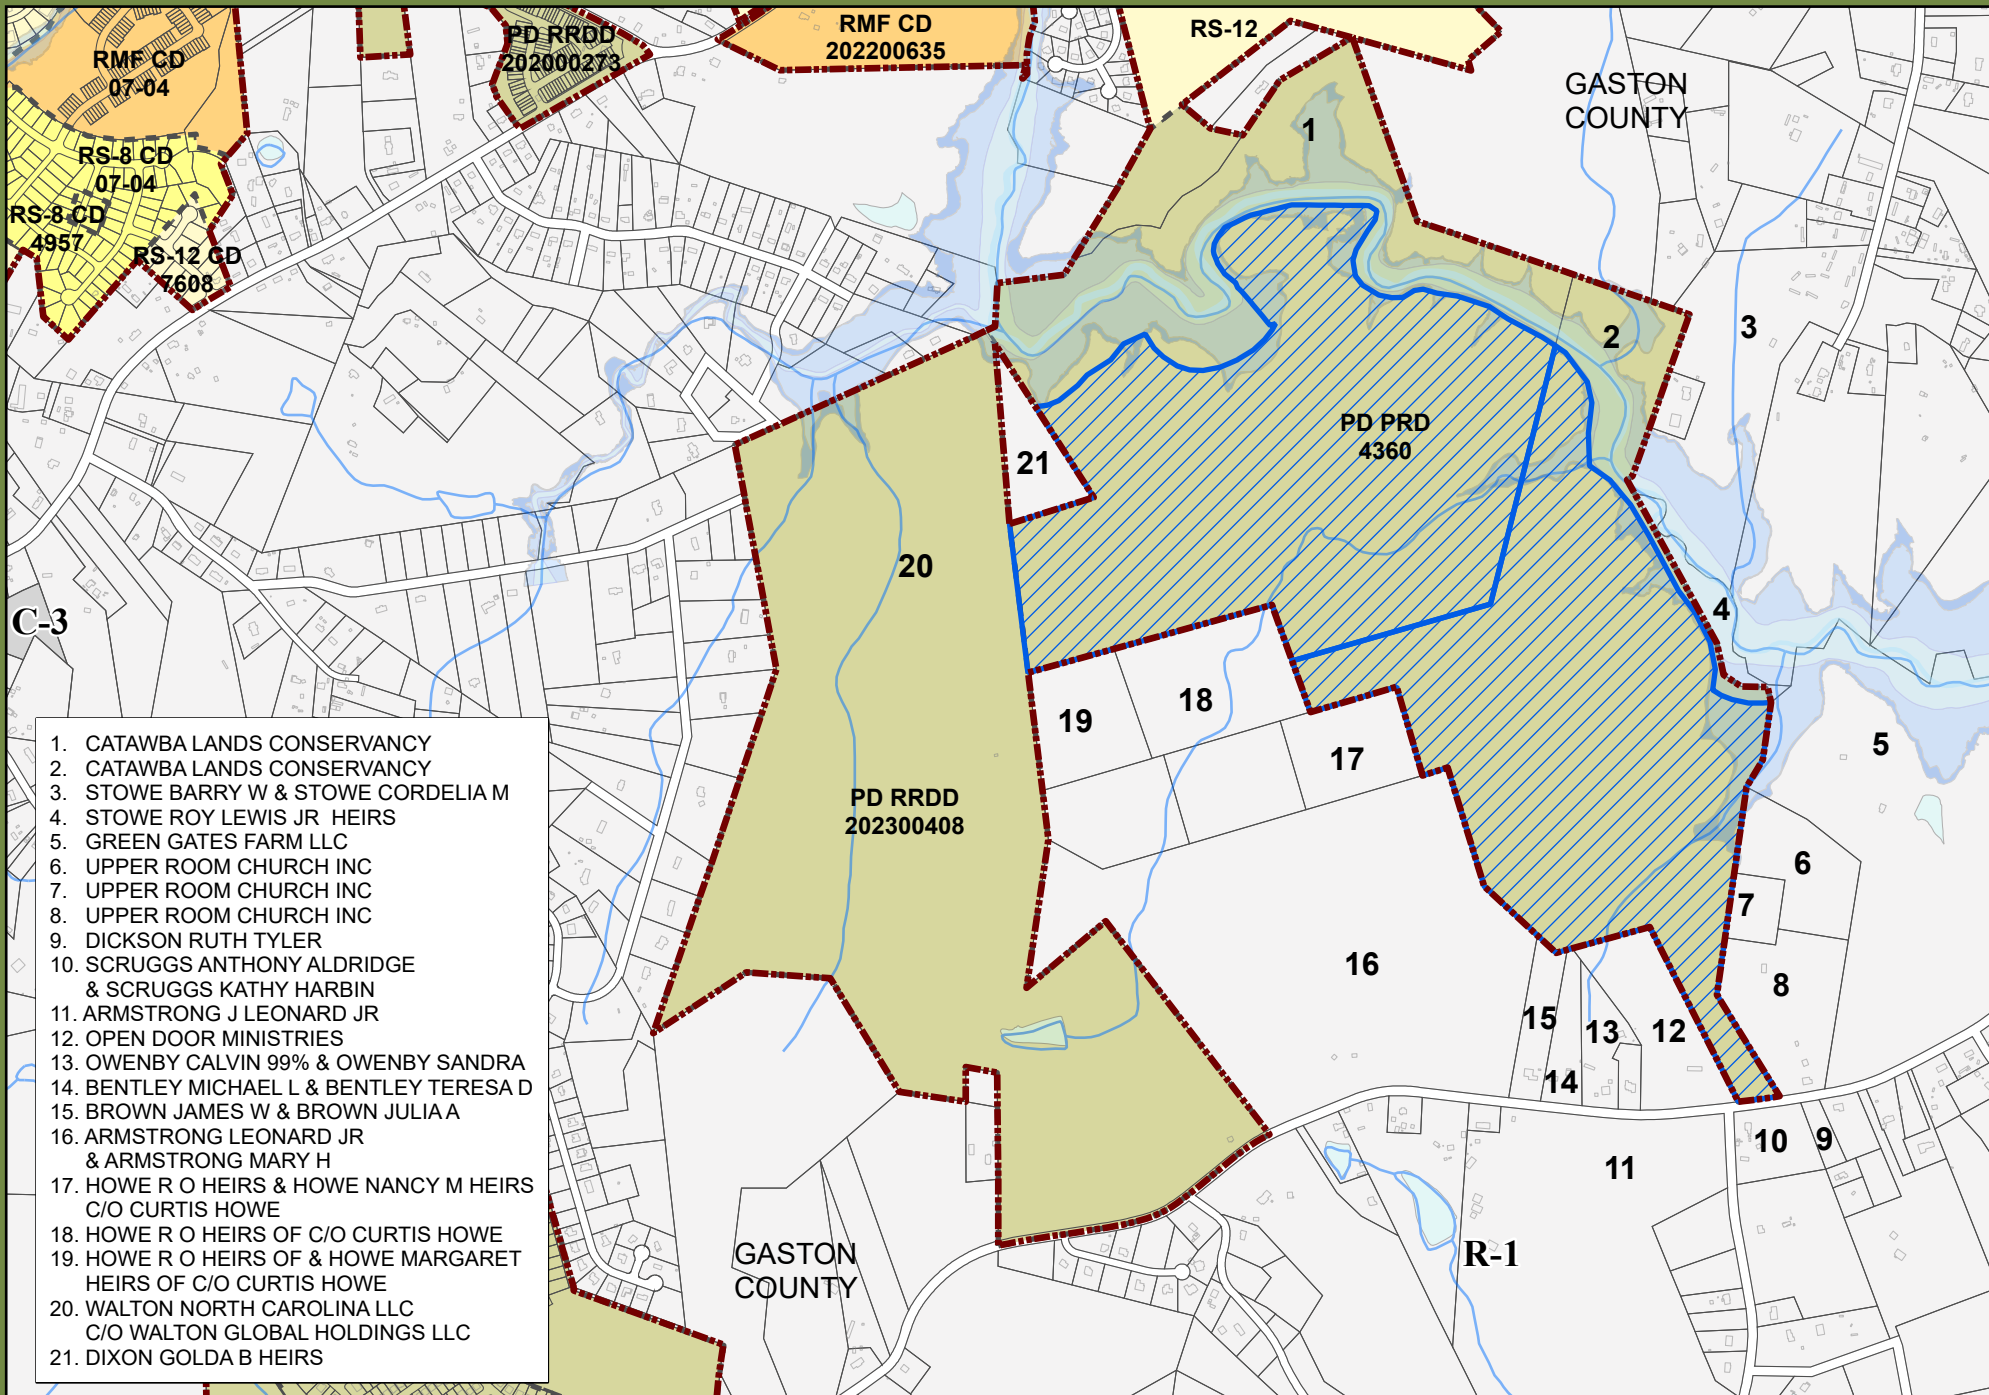 RMF CD
07-04
PD RRDD
202000273
RMF CD
202200635
RS-12
GASTON
COUNTY
1
RS-8 CD
07-04
RS-8 CD
4957
RS-12 CD
7608
2
3
PD PRD
4360
21
20
C-3
4
19
18
17
5
PD RRDD
202300408
6
7
16
8
15
13
12
14
10
9
11
R-1
GASTON
COUNTY
1. CATAWBA LANDS CONSERVANCY
2. CATAWBA LANDS CONSERVANCY
3. STOWE BARRY W & STOWE CORDELIA M
4. STOWE ROY LEWIS JR HEIRS
5. GREEN GATES FARM LLC
6. UPPER ROOM CHURCH INC
7. UPPER ROOM CHURCH INC
8. UPPER ROOM CHURCH INC
9. DICKSON RUTH TYLER
10. SCRUGGS ANTHONY ALDRIDGE
& SCRUGGS KATHY HARBIN
11. ARMSTRONG J LEONARD JR
12. OPEN DOOR MINISTRIES
13. OWENBY CALVIN 99% & OWENBY SANDRA
14. BENTLEY MICHAEL L & BENTLEY TERESA D
15. BROWN JAMES W & BROWN JULIA A
16. ARMSTRONG LEONARD JR
& ARMSTRONG MARY H
17. HOWE R O HEIRS & HOWE NANCY M HEIRS
C/O CURTIS HOWE
18. HOWE R O HEIRS OF C/O CURTIS HOWE
19. HOWE R O HEIRS OF & HOWE MARGARET
HEIRS OF C/O CURTIS HOWE
20. WALTON NORTH CAROLINA LLC
C/O WALTON GLOBAL HOLDINGS LLC
21. DIXON GOLDA B HEIRS